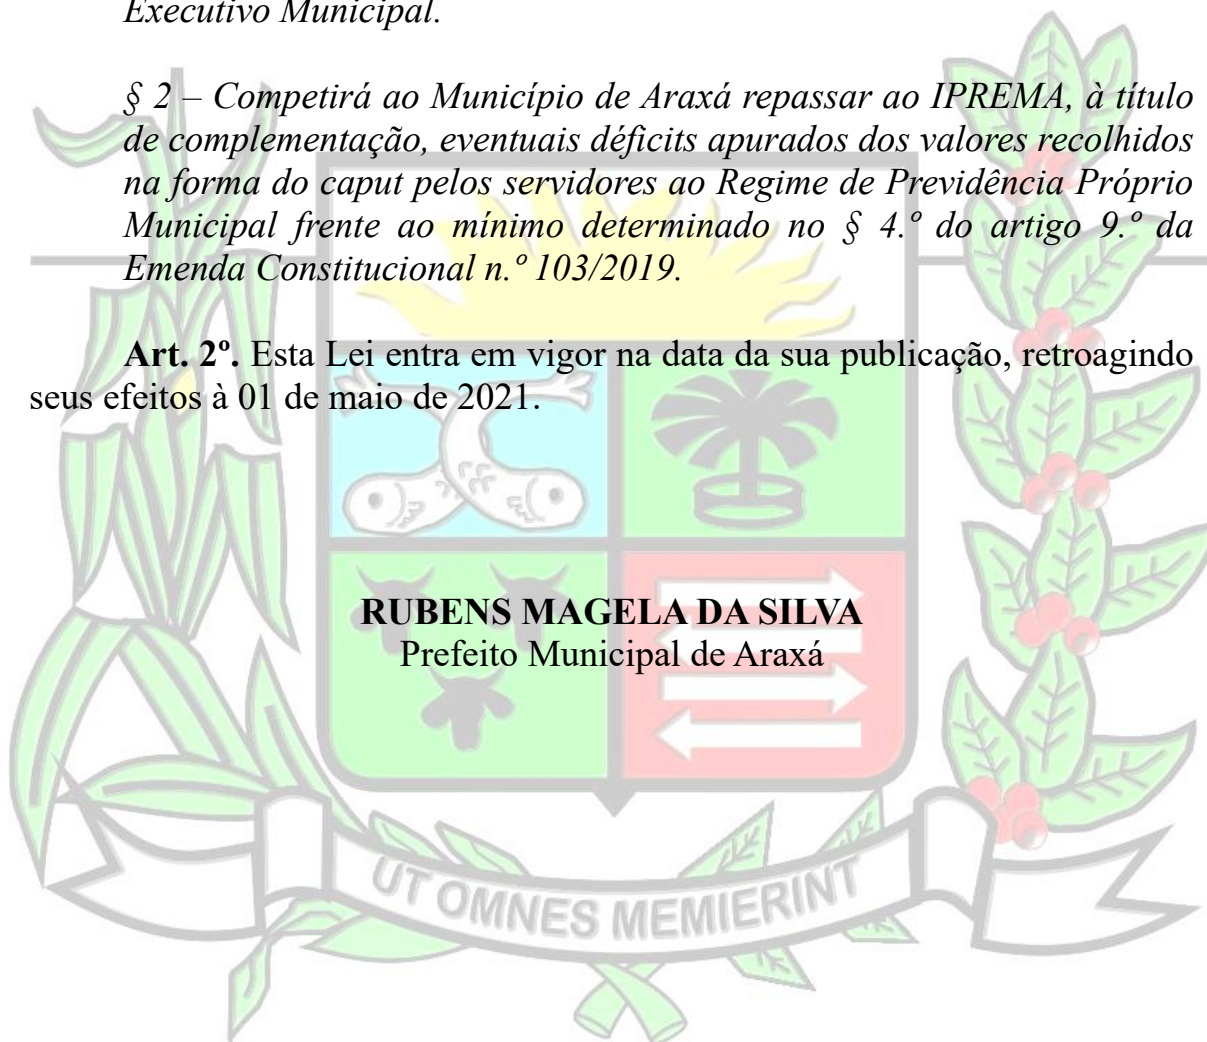 Executivo Municipal.
§ 2 – Competirá ao Município de Araxá repassar ao IPREMA, à título
de complementação, eventuais déficits apurados dos valores recolhidos
na forma do caput pelos servidores ao Regime de Previdência Próprio
Municipal frente ao mínimo determinado no § 4.º do artigo 9.º da
Emenda Constitucional n.º 103/2019.
Art. 2º. Esta Lei entra em vigor na data da sua publicação, retroagindo
seus efeitos à 01 de maio de 2021.
RUBENS MAGELA DA SILVA
Prefeito Municipal de Araxá
UT OMNES MEMIERINT